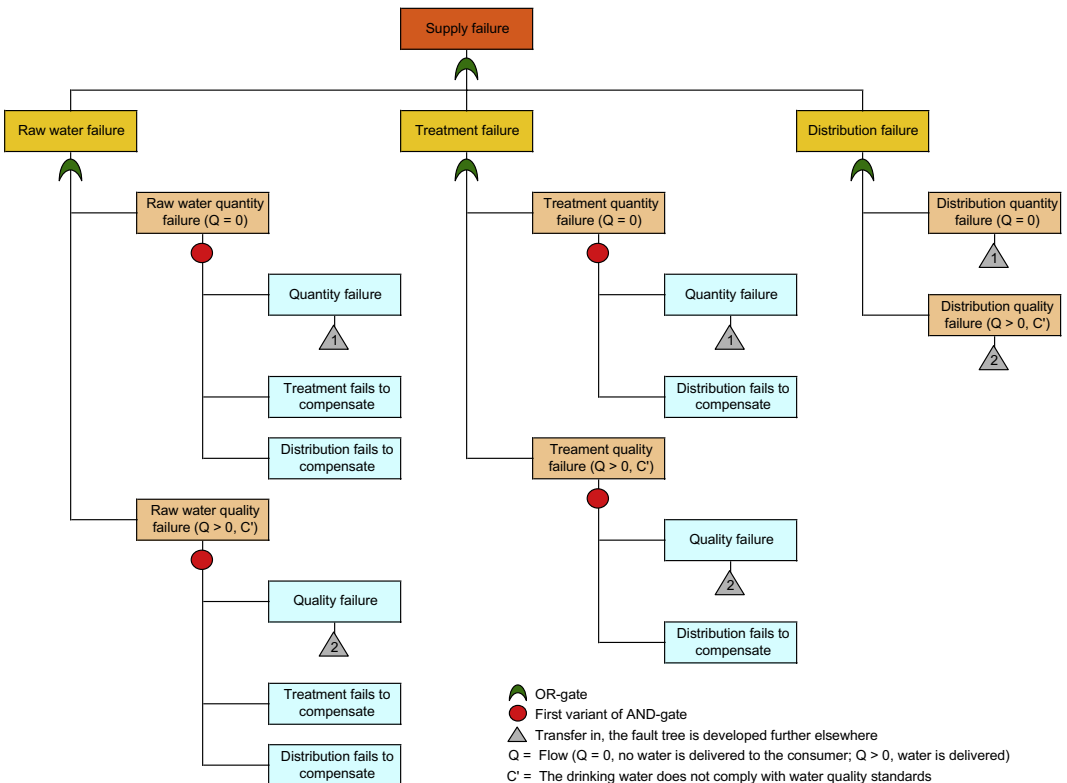 Supply failure
Raw water failure
Treatment failure
Distribution failure
Raw water quantity
failure (Q = 0)
Treatment quantity
failure (Q = 0)
Distribution quantity
failure (Q = 0)
1
Quantity failure
1
Quantity failure
1
Distribution quality
failure (Q > 0, C')
2
Treatment fails to
compensate
Distribution fails to
compensate
Distribution fails to
compensate
Treament quality
failure (Q > 0, C')
Raw water quality
failure (Q > 0, C')
Quality failure
2
Quality failure
2
Distribution fails to
compensate
Treatment fails to
compensate
Distribution fails to
compensate
OR-gate
First variant of AND-gate
Transfer in, the fault tree is developed further elsewhere
Q = Flow (Q = 0, no water is delivered to the consumer; Q > 0, water is delivered)
C' = The drinking water does not comply with water quality standards